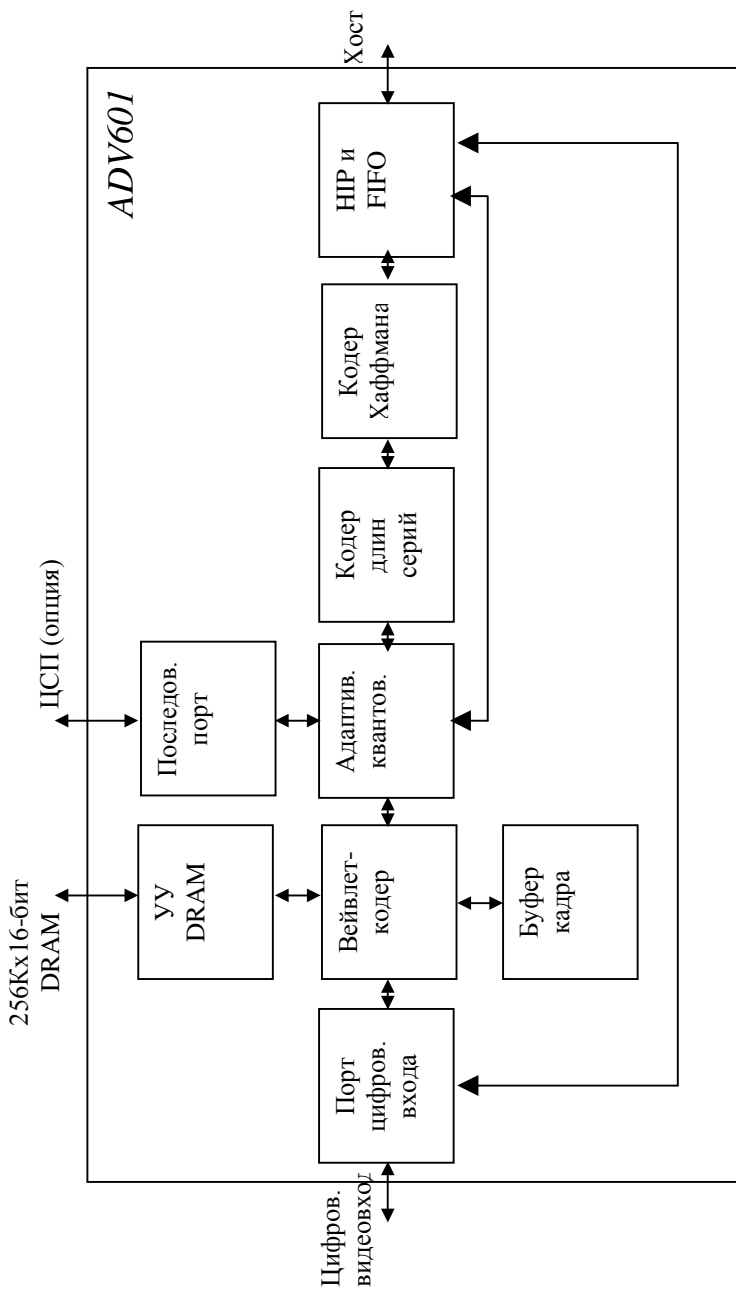 256Кх16-бит
DRAM
ЦСП (опция)
ADV601
УУ
DRAM
Последов.
порт
Цифров.
видеовход
Порт
цифров.
входа
Вейвлет-
кодер
Адаптив.
квантов.
Кодер
длин
серий
Кодер
Хаффмана
HIP и
FIFO
Хост
Буфер
кадра